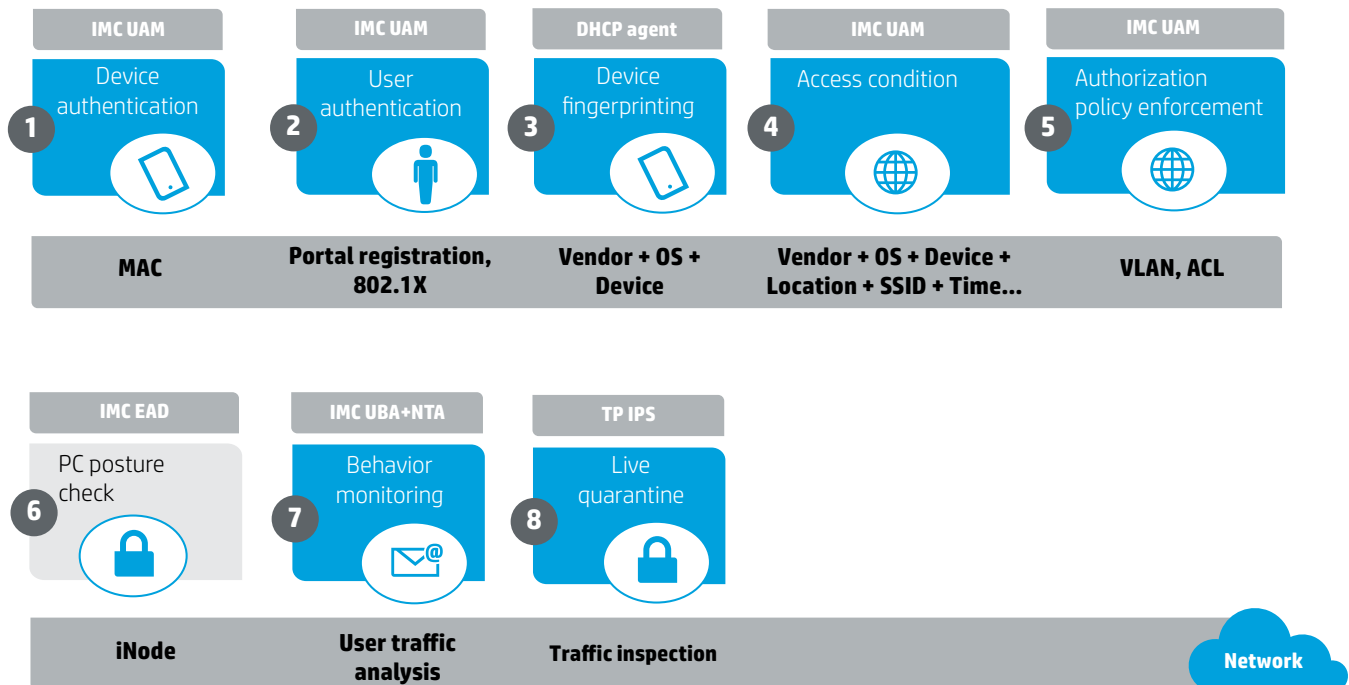 IMC UAM
IMC UAM
DHCP agent
IMC UAM
IMC UAM
1
Device
authentication
2
User
authentication
3
Device
fingerprinting
4
Access condition
5
Authorization
policy enforcement
MAC
Portal registration,
802.1X
Vendor + OS +
Device
Vendor + OS + Device +
Location + SSID + Time...
VLAN, ACL
IMC EAD
IMC UBA+NTA
TP IPS
6
PC posture
check
7
Behavior
monitoring
@
8
Live
quarantine
iNode
User traffic
analysis
Traffic inspection
Network